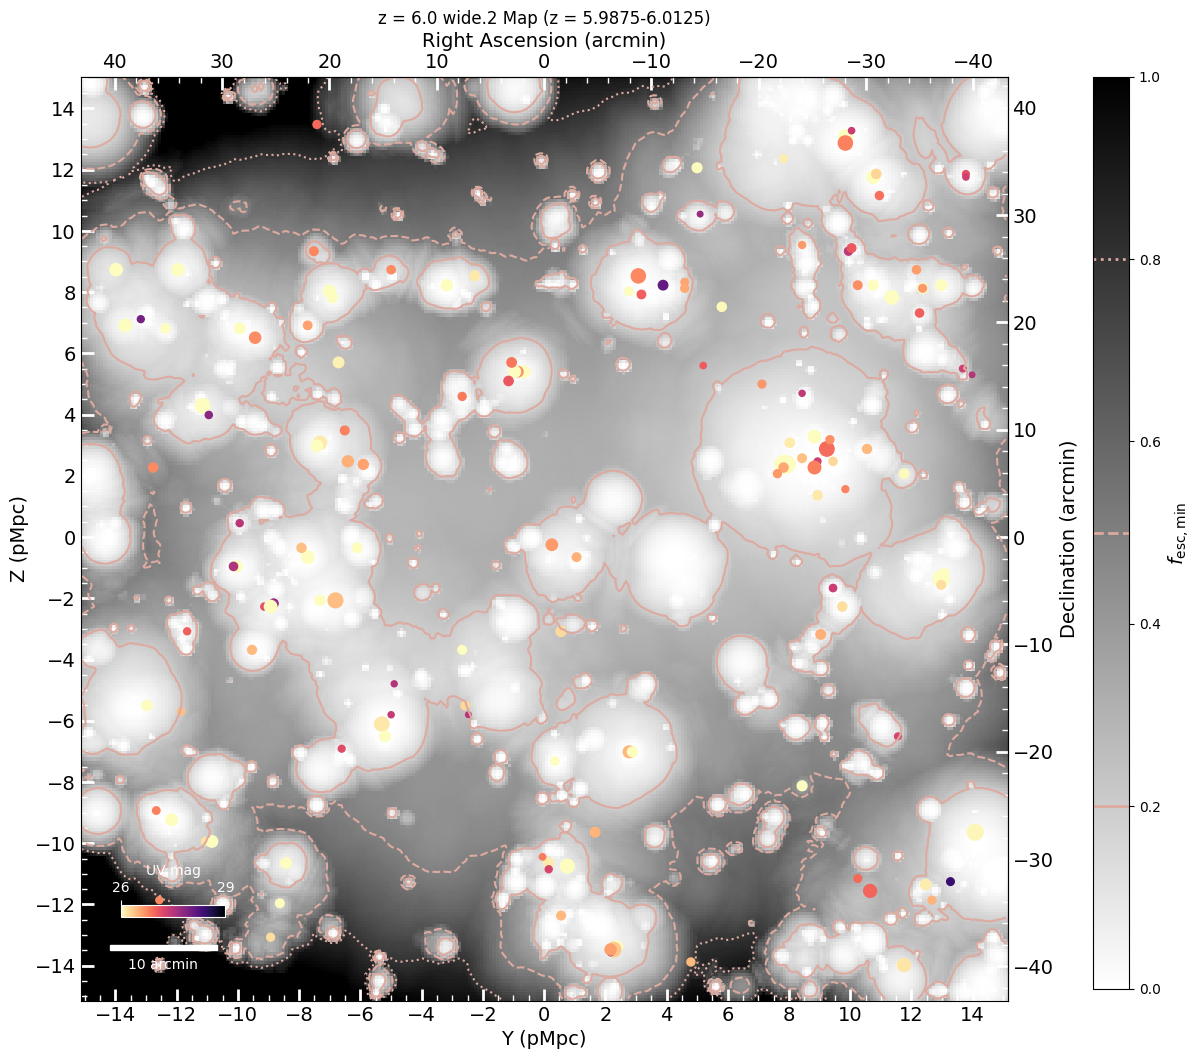 z = 6.0 wide.2 Map (z = 5.9875-6.0125)
Right Ascension (arcmin)
40 30 20 10 0 −10 −20 −30 −40
14 12 10 8 6 4 2 0 −2 −4 −6 −8 −10 −12 −14
Z (pMpc)
40 30 20 10 0 −10 −20 −30 −40
Declination (arcmin)
1.0 0.8 0.6 0.4 0.2 0.0
f_esc,min
UV mag
26 29
10 arcmin
−14 −12 −10 −8 −6 −4 −2 0 2 4 6 8 10 12 14
Y (pMpc)